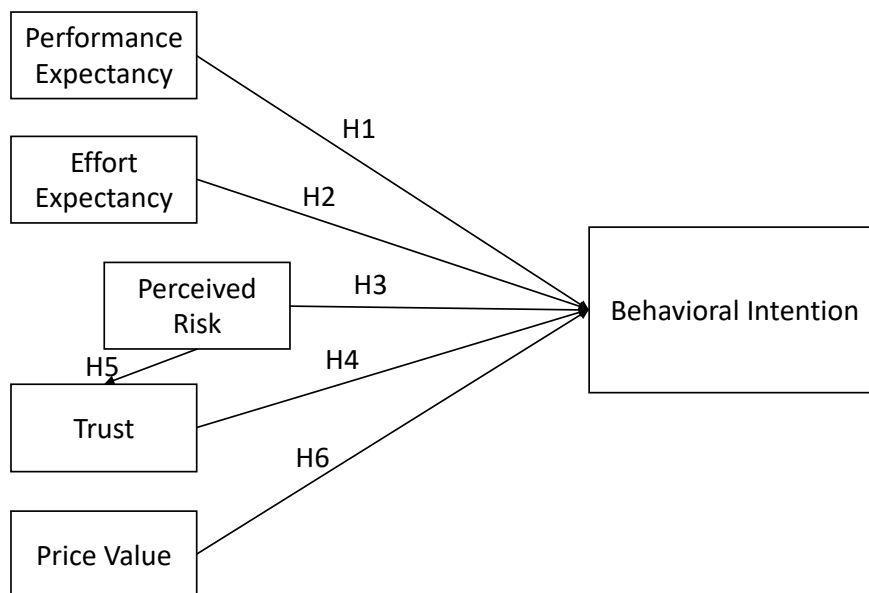 Performance
Expectancy
H1
Effort
Expectancy
H2
Perceived
Risk
H3
Behavioral Intention
H5
H4
Trust
H6
Price Value